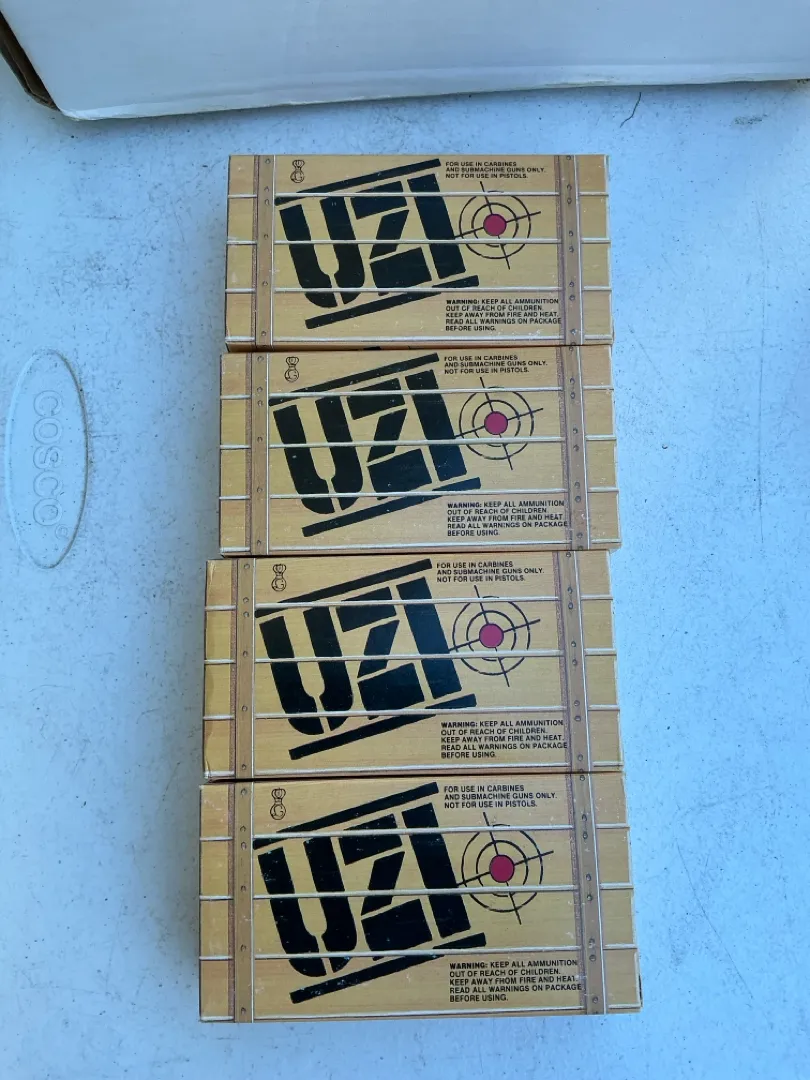 FOR USE IN CARBINES
AND SUBMACHINE GUNS ONLY.
NOT FOR USE IN PISTOLS.
UZI
WARNING: KEEP ALL AMMUNITION
OUT OF REACH OF CHILDREN.
KEEP AWAY FROM FIRE AND HEAT.
READ ALL WARNINGS ON PACKAGE
BEFORE USING.
FOR USE IN CARBINES
AND SUBMACHINE GUNS ONLY.
NOT FOR USE IN PISTOLS.
UZI
WARNING: KEEP ALL AMMUNITION
OUT OF REACH OF CHILDREN.
KEEP AWAY FROM FIRE AND HEAT.
READ ALL WARNINGS ON PACKAGE
BEFORE USING.
COSCO
FOR USE IN CARBINES
AND SUBMACHINE GUNS ONLY.
NOT FOR USE IN PISTOLS.
UZI
WARNING: KEEP ALL AMMUNITION
OUT OF REACH OF CHILDREN.
KEEP AWAY FROM FIRE AND HEAT.
READ ALL WARNINGS ON PACKAGE
BEFORE USING.
FOR USE IN CARBINES
AND SUBMACHINE GUNS ONLY.
NOT FOR USE IN PISTOLS.
UZI
WARNING: KEEP ALL AMMUNITION
OUT OF REACH OF CHILDREN.
KEEP AWAY FROM FIRE AND HEAT.
READ ALL WARNINGS ON PACKAGE
BEFORE USING.